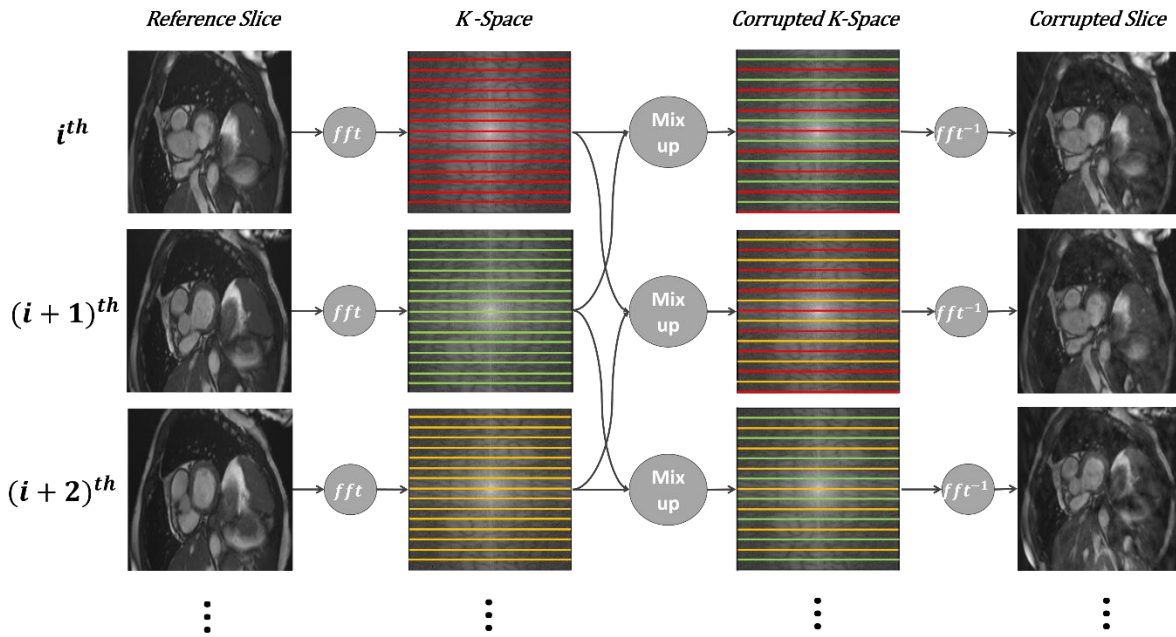 Reference Slice K -Space Corrupted K-Space Corrupted Slice
i^th fft Mix up fft⁻¹
(i + 1)^th fft Mix up fft⁻¹
(i + 2)^th fft Mix up fft⁻¹